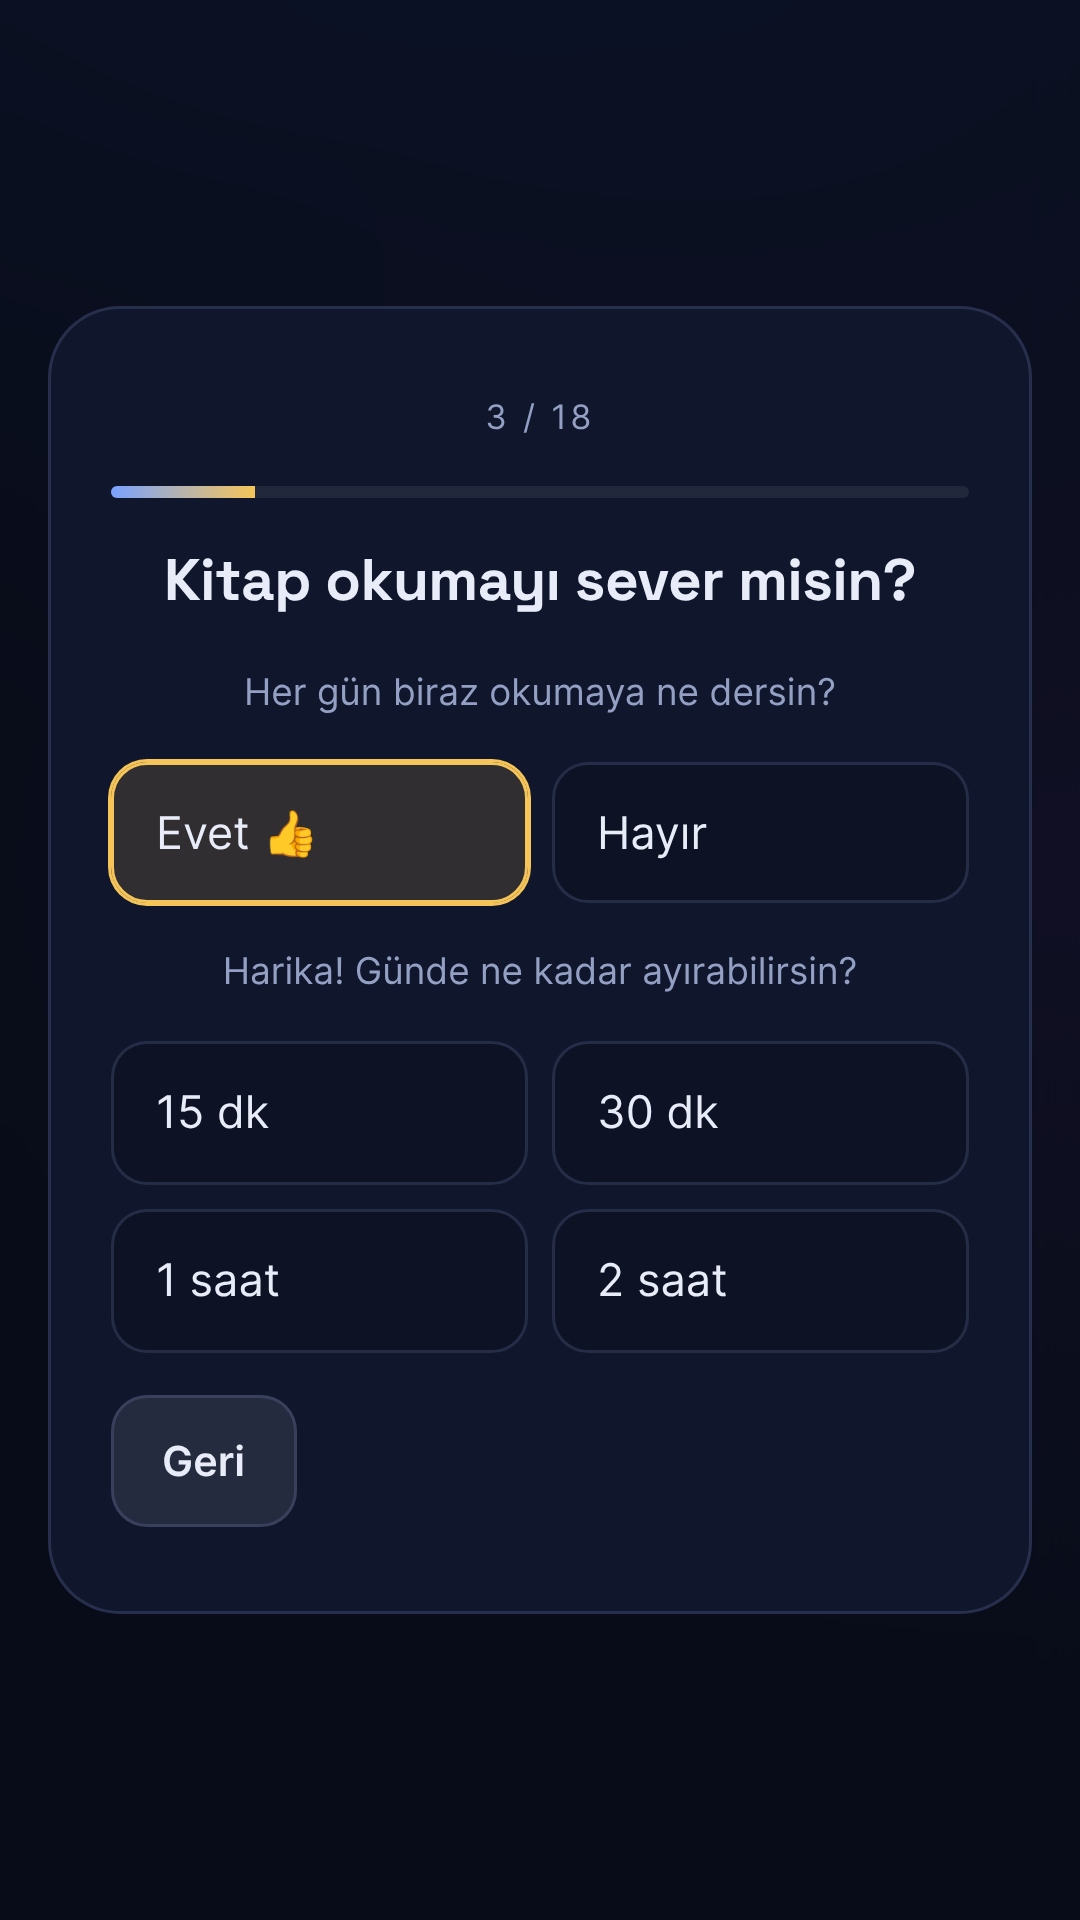 3 / 18
Kitap okumayı sever misin?
Her gün biraz okumaya ne dersin?
Evet 👍
Hayır
Harika! Günde ne kadar ayırabilirsin?
15 dk
30 dk
1 saat
2 saat
Geri